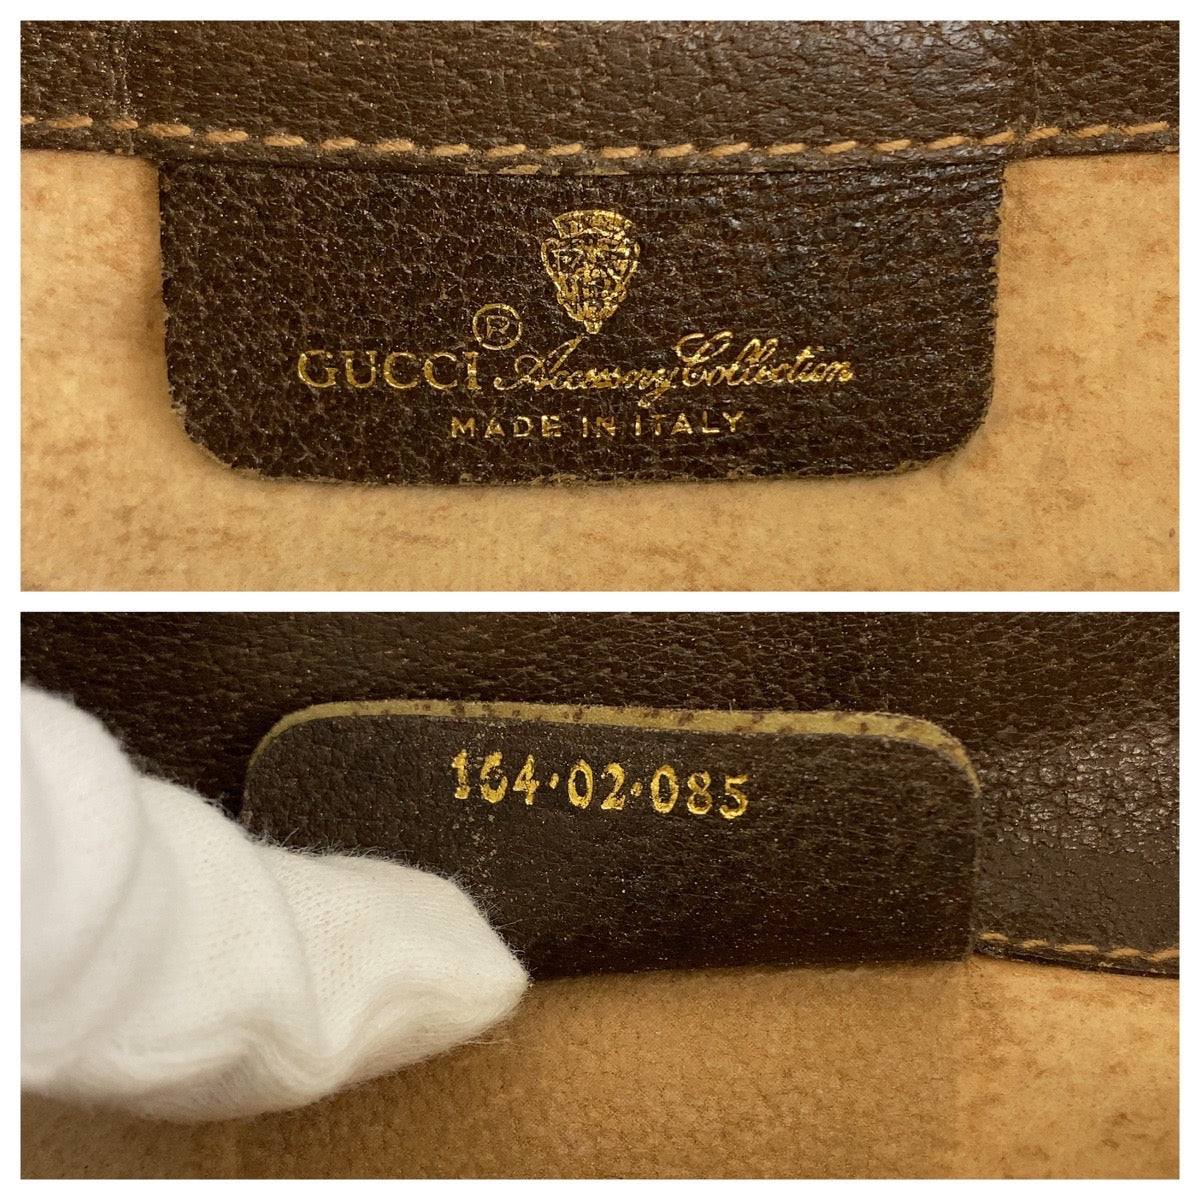 GUCCI ® Accessory Collection
MADE IN ITALY
164·02·085